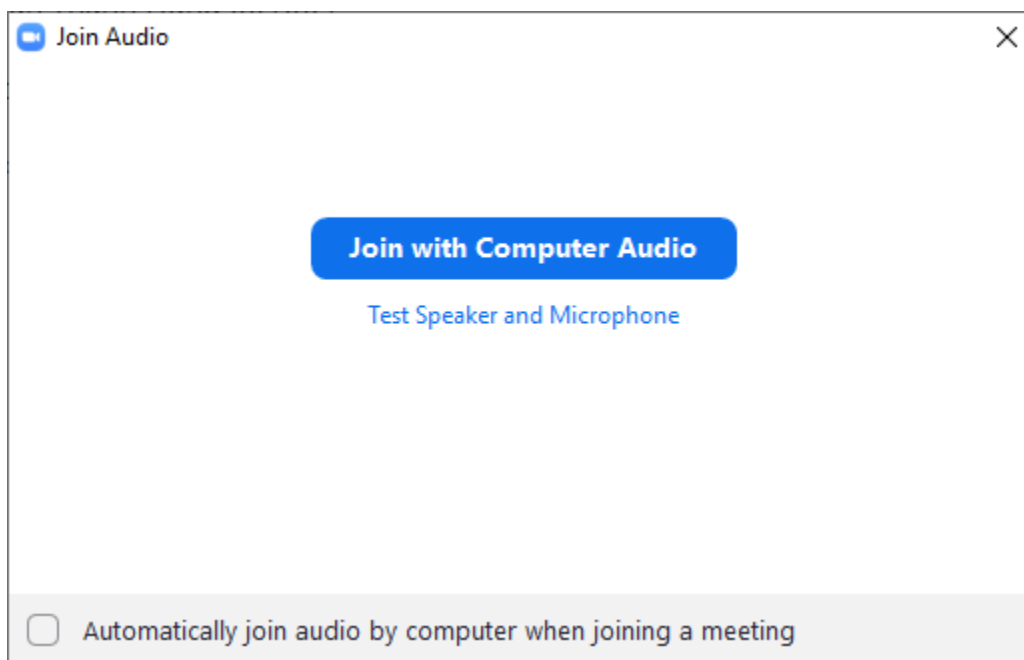 Join Audio
Join with Computer Audio
Test Speaker and Microphone
Automatically join audio by computer when joining a meeting